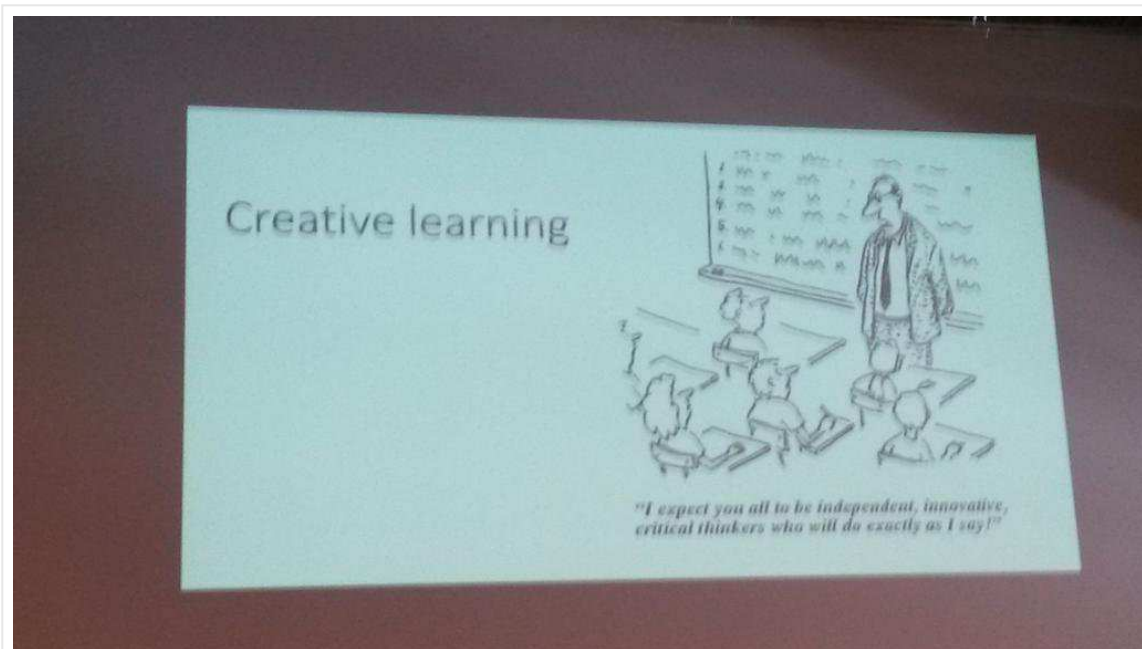 Creative learning
"I expect you all to be independent, innovative,
critical thinkers who will do exactly as I say!"